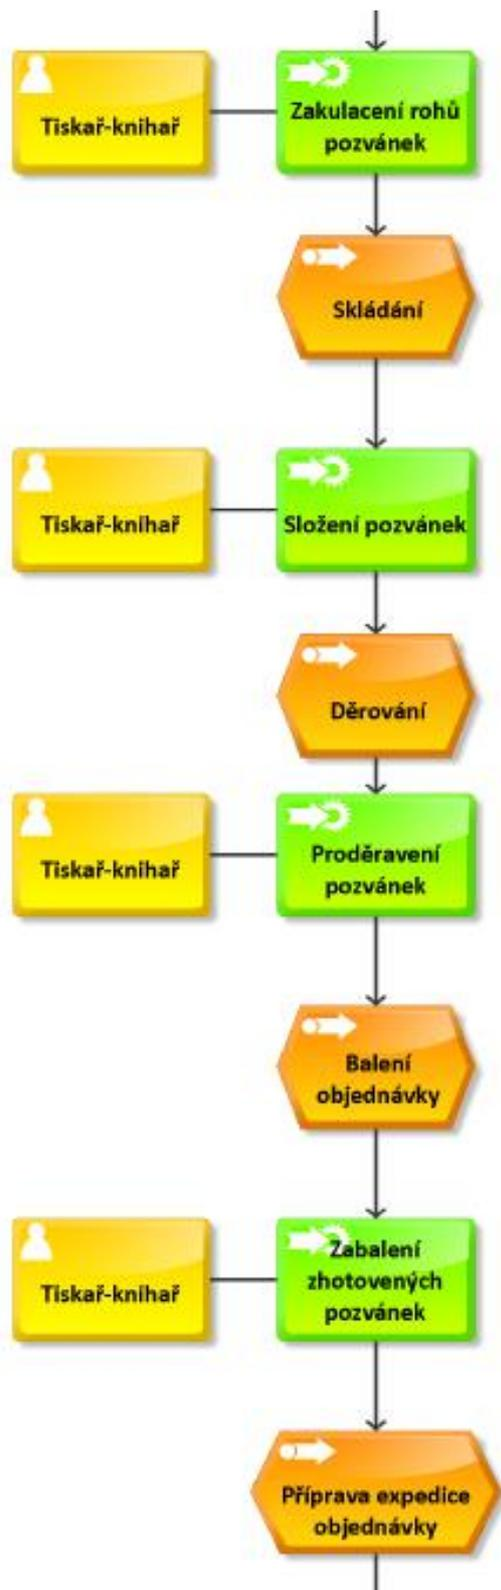 Tiskař-knihař
Zakulacení rohů
pozvánek
Skládání
Tiskař-knihař
Složení pozvánek
Děrování
Tiskař-knihař
Proděravení
pozvánek
Balení
objednávky
Tiskař-knihař
Zabalení
zhotovených
pozvánek
Příprava expedice
objednávky